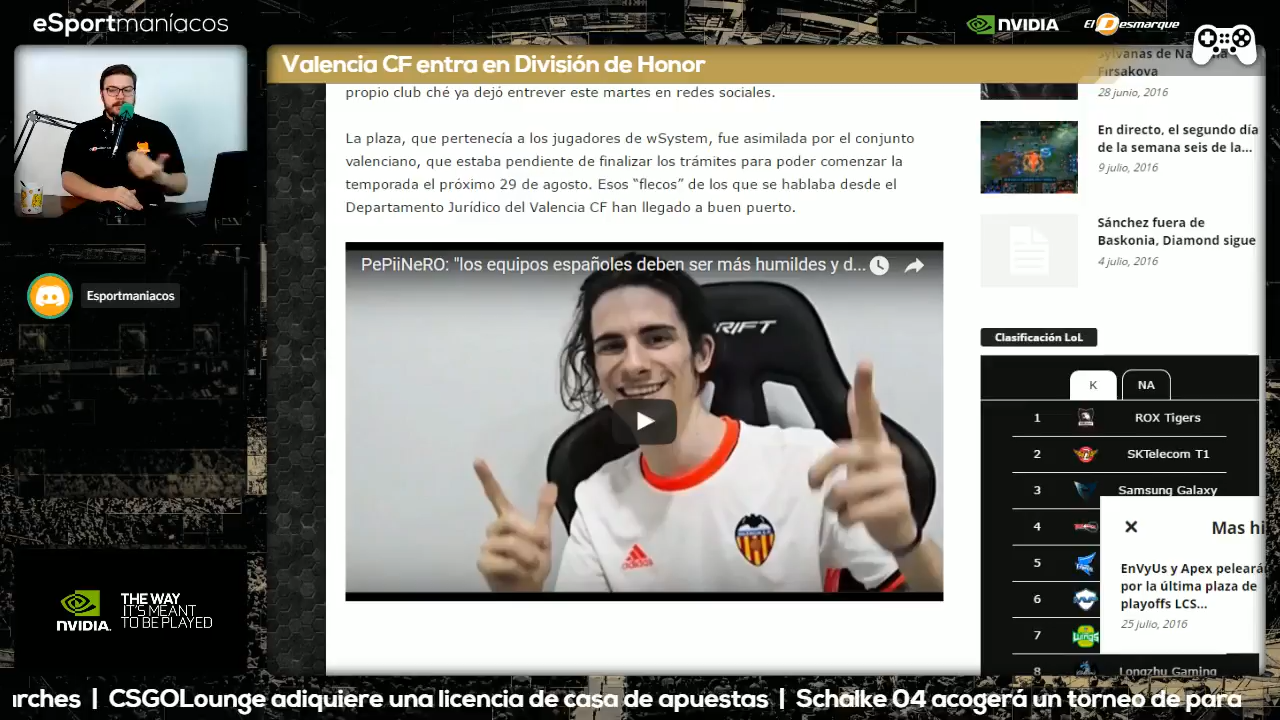 eSportmaníacos
NVIDIA
El Desmarque
Valencia CF entra en División de Honor
propio club ché ya dejó entrever este martes en redes sociales.
La plaza, que pertenecía a los jugadores de wSystem, fue asimilada por el conjunto
valenciano, que estaba pendiente de finalizar los trámites para poder comenzar la
temporada el próximo 29 de agosto. Esos “flecos” de los que se hablaba desde el
Departamento Jurídico del Valencia CF han llegado a buen puerto.
PePiiNeRO: "los equipos españoles deben ser más humildes y d...
DRIFT
adidas
Esportmaniacos
NVIDIA.
THE WAY
IT'S MEANT
TO BE PLAYED
Sylvanas de
Firsakova
28 junio, 2016
En directo, el segundo día
de la semana seis de la...
9 julio, 2016
Sánchez fuera de
Baskonia, Diamond sigue
4 julio, 2016
Clasificación LoL
K
NA
1 ROX Tigers
2 SKTelecom T1
3 Samsung Galaxy
4
5
6
7
8 Longzhu Gaming
Mas hi
EnVyUs y Apex pelearán
por la última plaza de
playoffs LCS...
25 julio, 2016
urches | CSGOLounge adiquiere una licencia de casa de apuestas | Schalke 04 acogerá un torneo de para